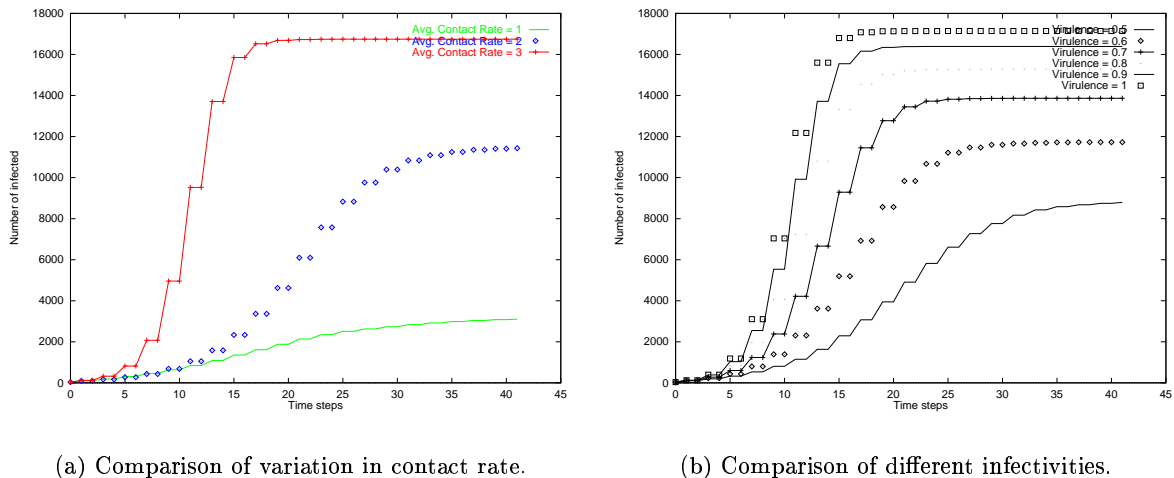 18000
16000
14000
12000
10000
8000
6000
4000
2000
0
Number of infected
Avg. Contact Rate = 1
Avg. Contact Rate = 2
Avg. Contact Rate = 3
0 5 10 15 20 25 30 35 40 45
Time steps
(a) Comparison of variation in contact rate.
18000
16000
14000
12000
10000
8000
6000
4000
2000
0
Number of infected
Virulence = 0.5
Virulence = 0.6
Virulence = 0.7
Virulence = 0.8
Virulence = 0.9
Virulence = 1
0 5 10 15 20 25 30 35 40 45
Time steps
(b) Comparison of different infectivities.